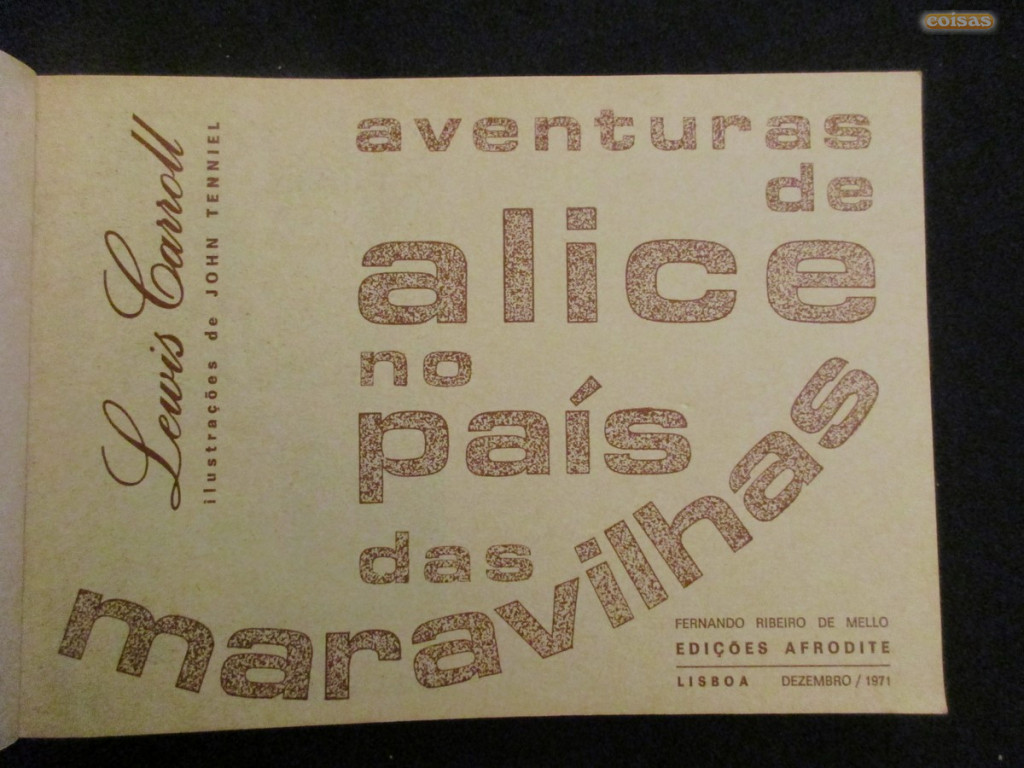 coisas
Lewis Carroll
ilustrações de JOHN TENNIEL
aventuras
de
alice
no
país
das
maravilhas
FERNANDO RIBEIRO DE MELLO
EDIÇÕES AFRODITE
LISBOA DEZEMBRO / 1971